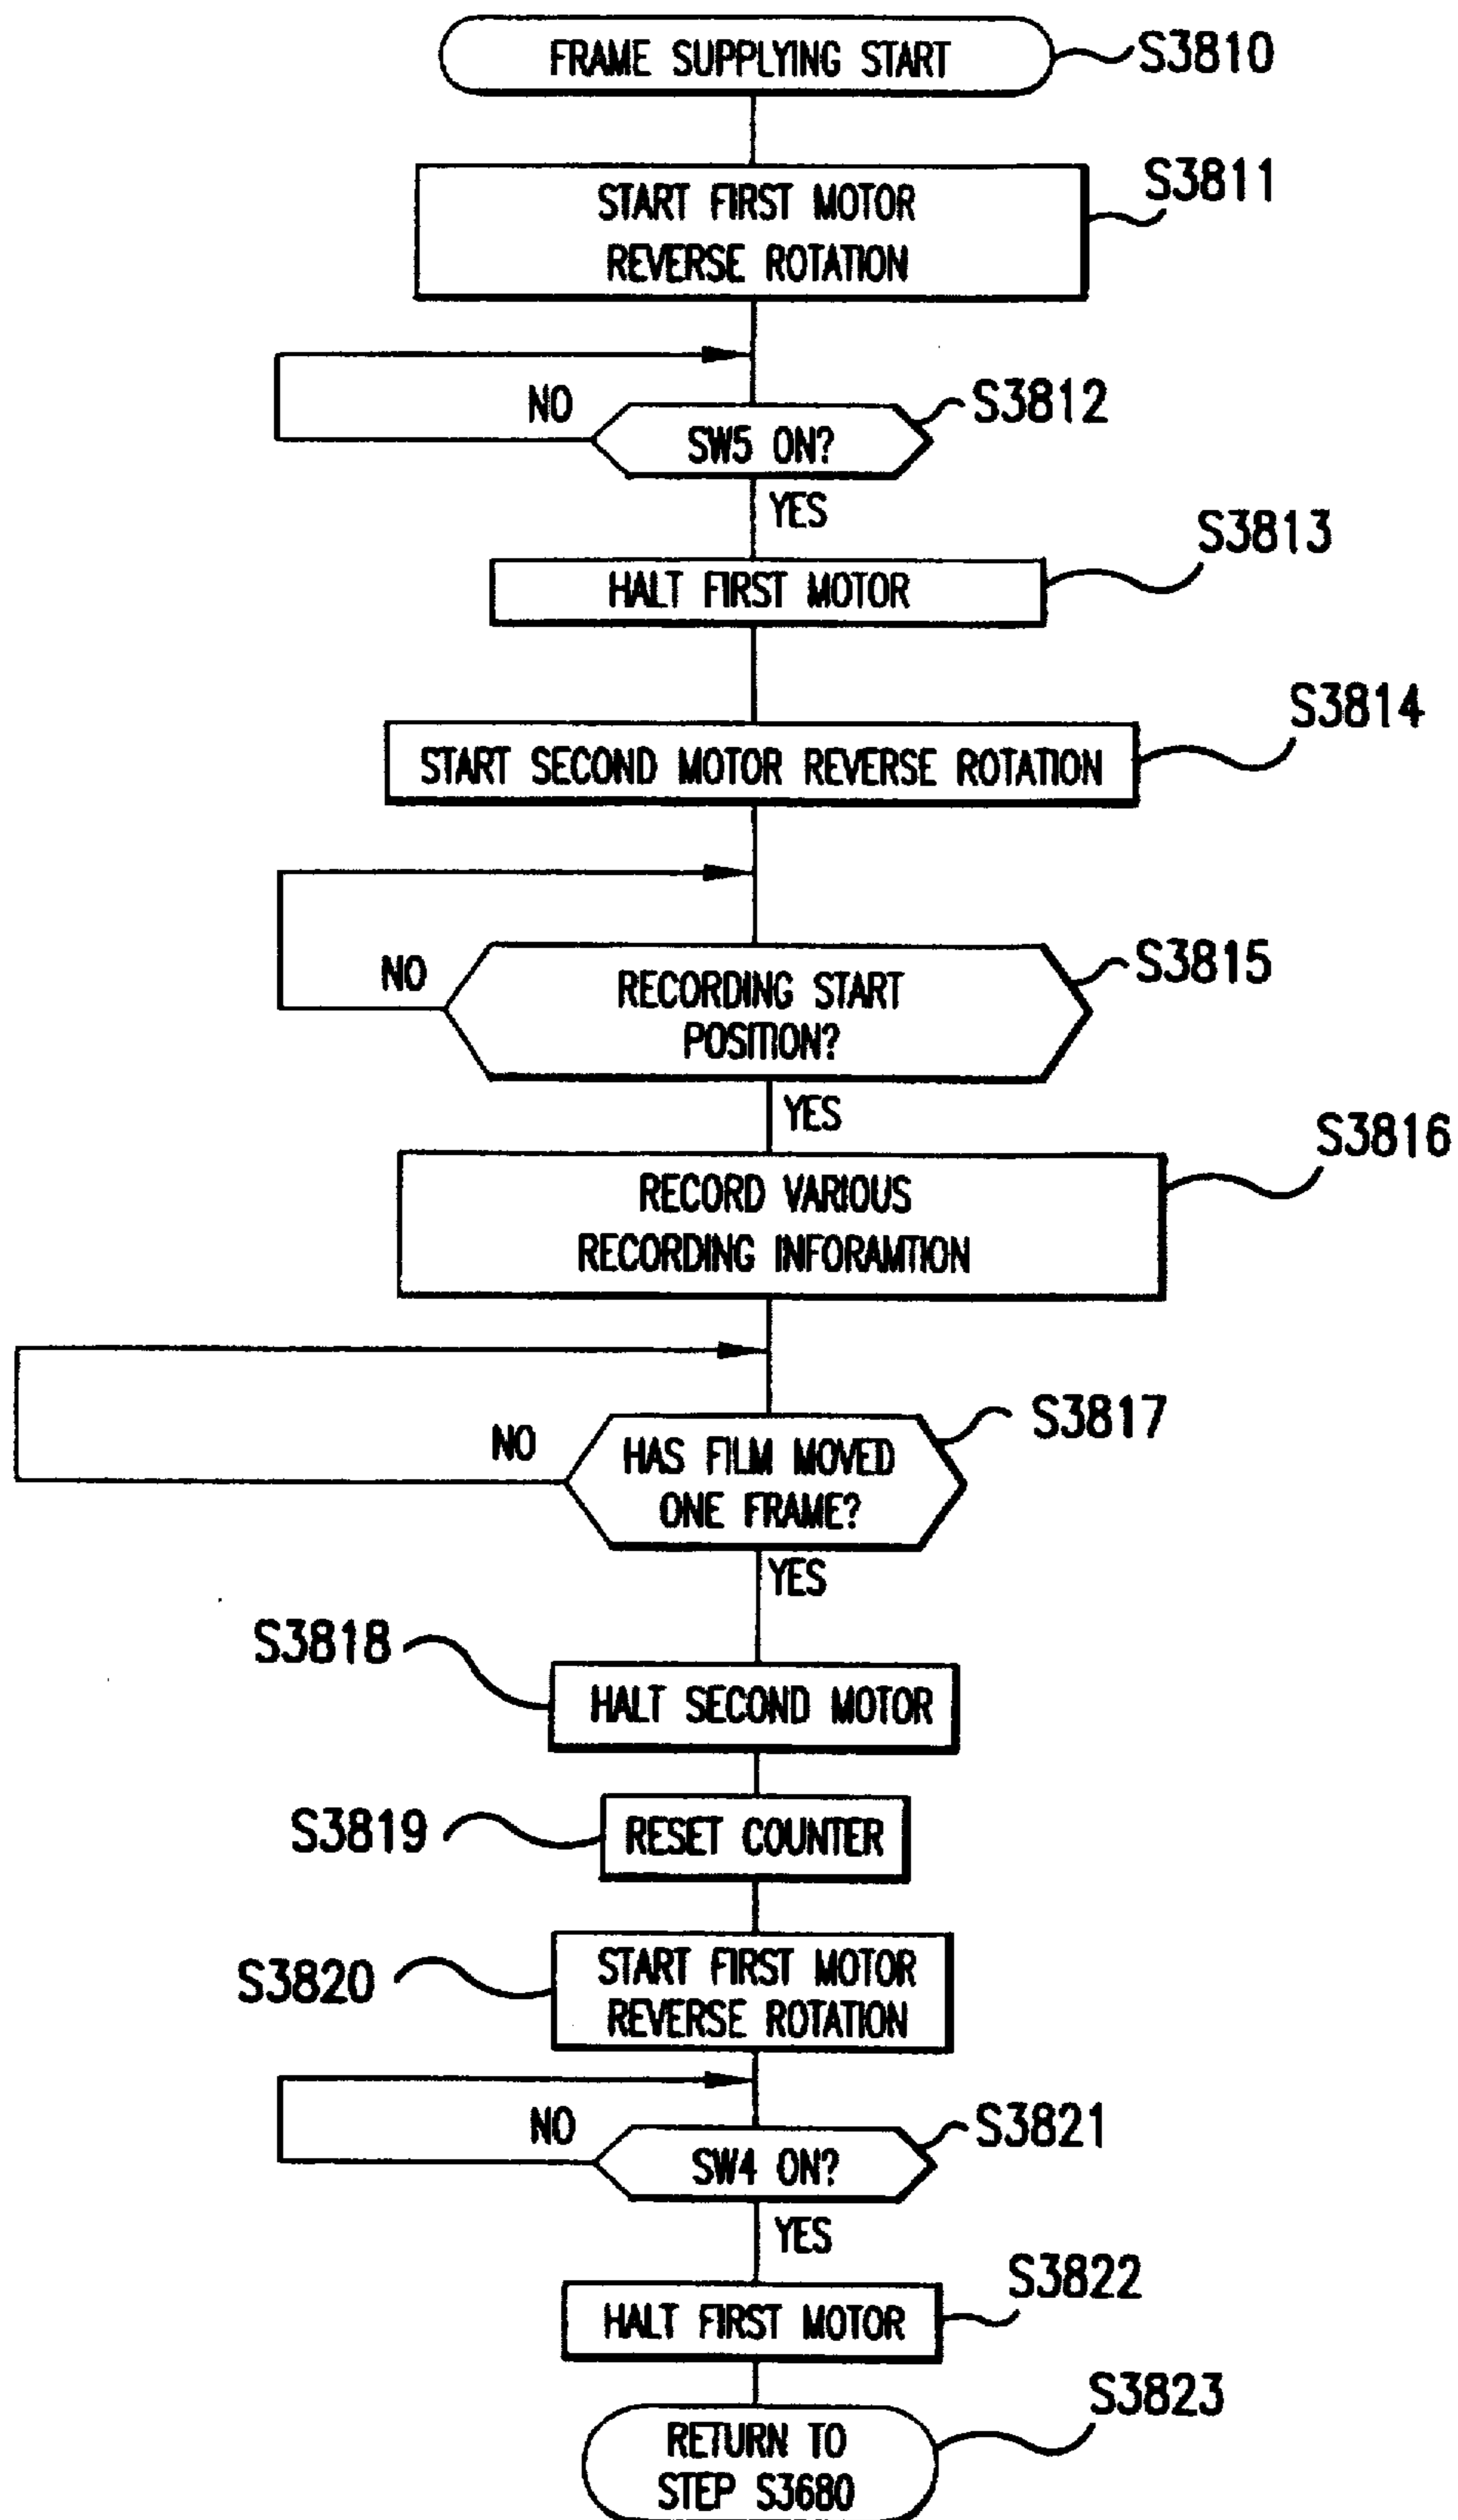 FRAME SUPPLYING START
S3810
START FIRST MOTOR
REVERSE ROTATION
S3811
NO
SW5 ON?
S3812
YES
HALT FIRST MOTOR
S3813
START SECOND MOTOR REVERSE ROTATION
S3814
NO
RECORDING START
POSITION?
S3815
YES
RECORD VARIOUS
RECORDING INFORAMTION
S3816
NO
HAS FILM MOVED
ONE FRAME?
S3817
YES
S3818
HALT SECOND MOTOR
S3819
RESET COUNTER
S3820
START FIRST MOTOR
REVERSE ROTATION
NO
SW4 ON?
S3821
YES
HALT FIRST MOTOR
S3822
RETURN TO
STEP S3680
S3823